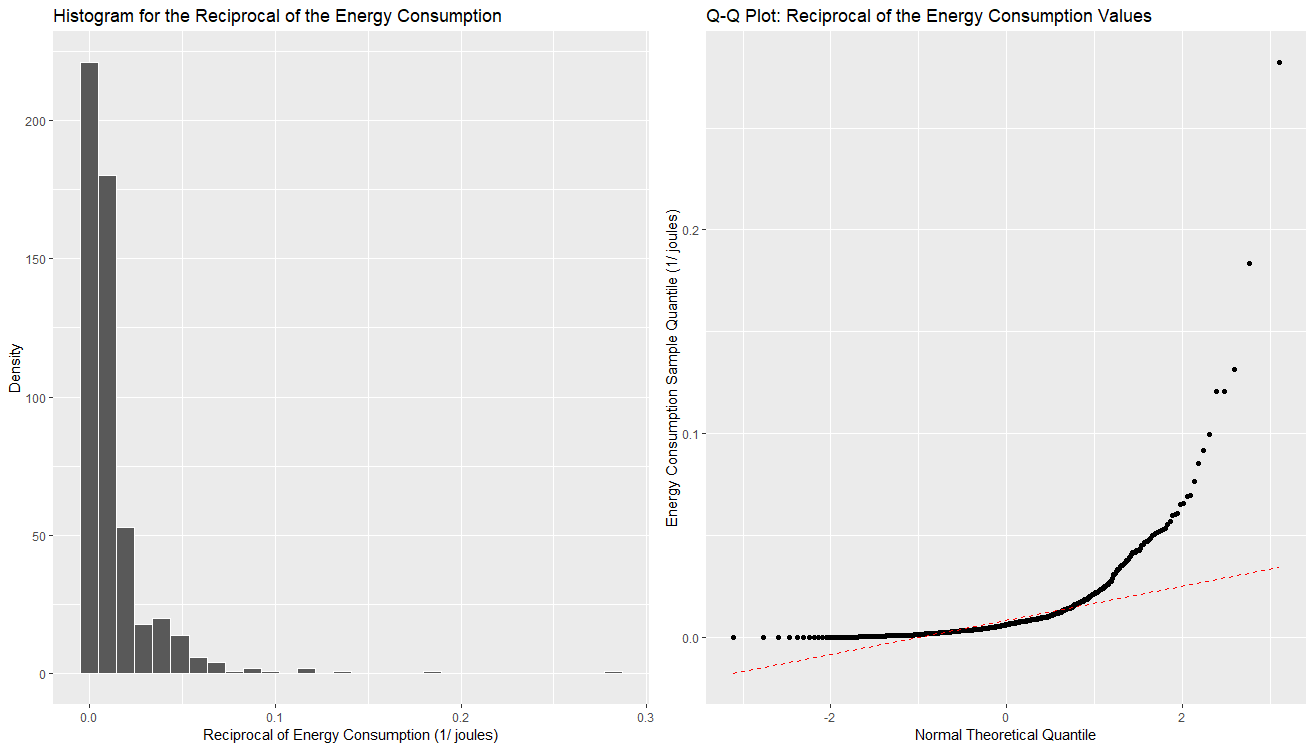 Histogram for the Reciprocal of the Energy Consumption
Density
200
150
100
50
0
0.0 0.1 0.2 0.3
Reciprocal of Energy Consumption (1/ joules)
Q-Q Plot: Reciprocal of the Energy Consumption Values
Energy Consumption Sample Quantile (1/ joules)
0.2
0.1
0.0
-2 0 2
Normal Theoretical Quantile